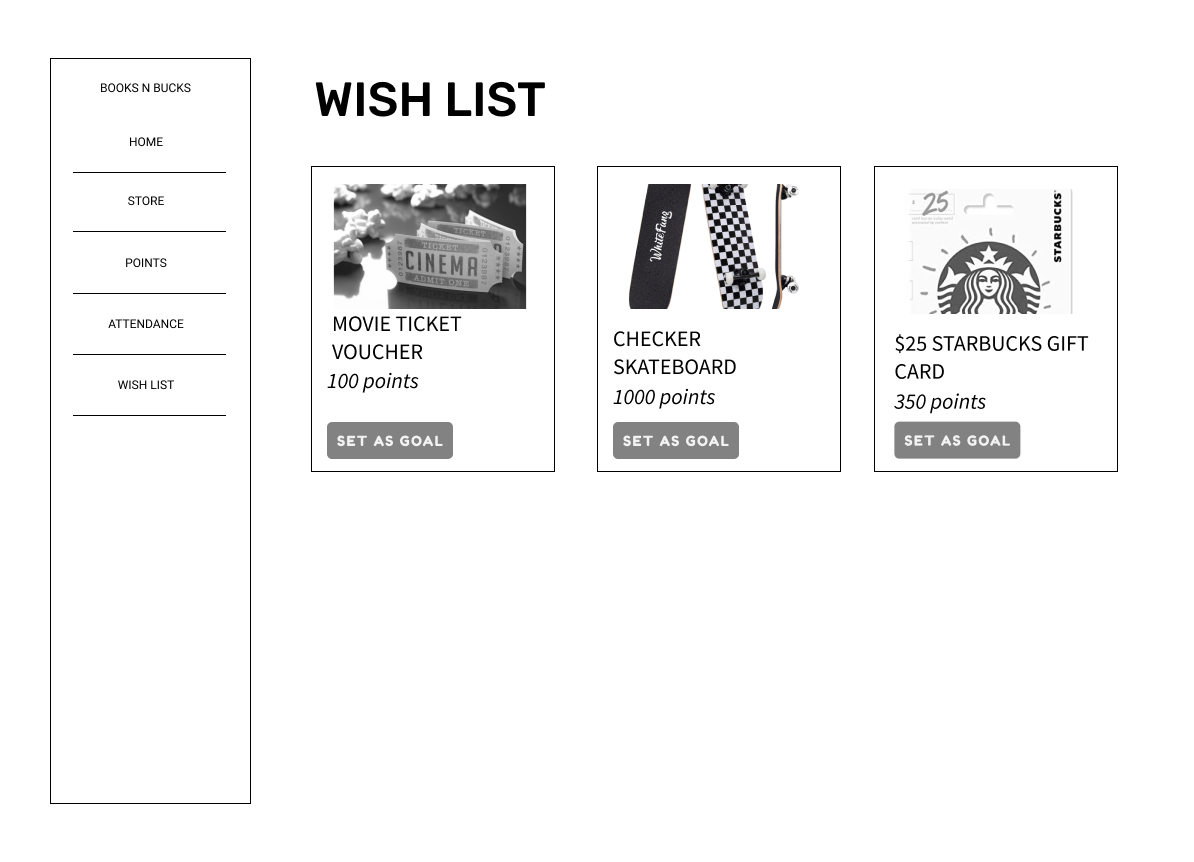 BOOKS N BUCKS
HOME
STORE
POINTS
ATTENDANCE
WISH LIST
WISH LIST
TICKET
CINEMA
ADMIT ONE
MOVIE TICKET
VOUCHER
100 points
SET AS GOAL
WhiteFang
CHECKER
SKATEBOARD
1000 points
SET AS GOAL
25
STARBUCKS
$25 STARBUCKS GIFT
CARD
350 points
SET AS GOAL